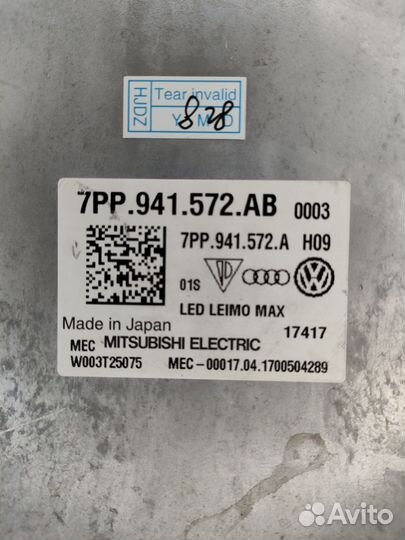 HJDZ
Tear invalid
Y M D
828
7PP.941.572.AB 0003
7PP.941.572.A H09
01S
LED LEIMO MAX
Made in Japan 17417
MEC MITSUBISHI ELECTRIC
W003T25075 MEC-00017.04.1700504289
Avito